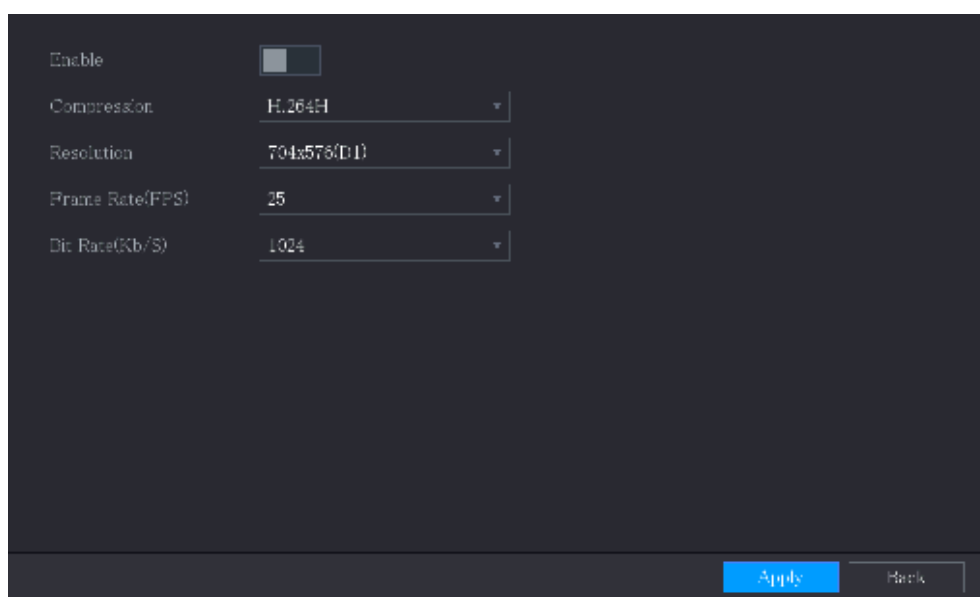 Enable
Compression H.264H
Resolution 704x576(D1)
Frame Rate(FPS) 25
Bit Rate(Kb/S) 1024
Apply Back